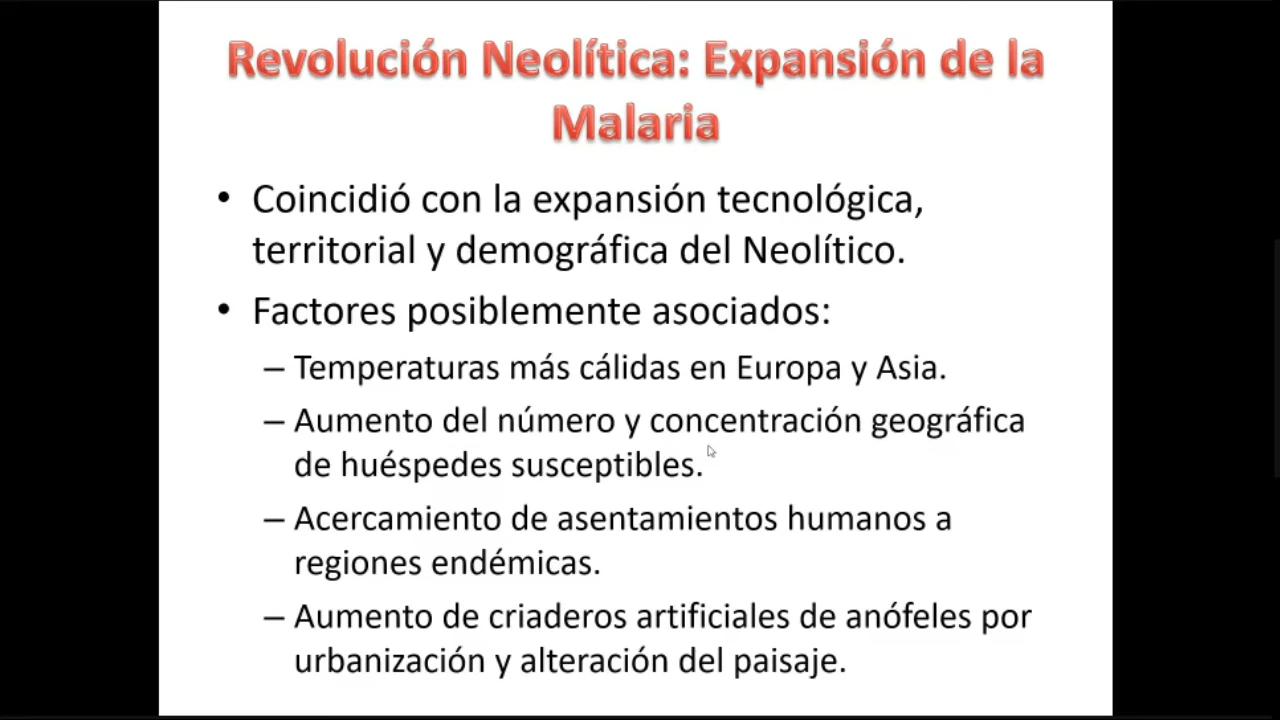 Revolución Neolítica: Expansión de la
Malaria
• Coincidió con la expansión tecnológica,
territorial y demográfica del Neolítico.
• Factores posiblemente asociados:
– Temperaturas más cálidas en Europa y Asia.
– Aumento del número y concentración geográfica
de huéspedes susceptibles.
– Acercamiento de asentamientos humanos a
regiones endémicas.
– Aumento de criaderos artificiales de anófeles por
urbanización y alteración del paisaje.